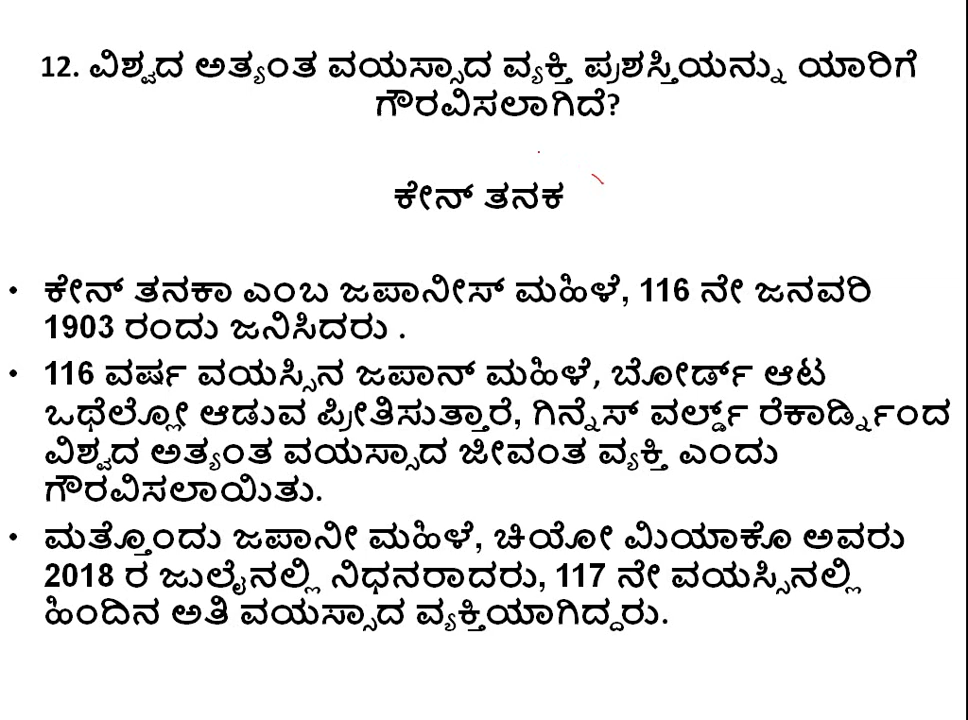 12. ವಿಶ್ವದ ಅತ್ಯಂತ ವಯಸ್ಸಾದ ವ್ಯಕ್ತಿ ಪ್ರಶಸ್ತಿಯನ್ನು ಯಾರಿಗೆ
ಗೌರವಿಸಲಾಗಿದೆ?
ಕೇನ್ ತನಕ
• ಕೇನ್ ತನಕಾ ಎಂಬ ಜಪಾನೀಸ್ ಮಹಿಳೆ, 116 ನೇ ಜನವರಿ
1903 ರಂದು ಜನಿಸಿದರು .
• 116 ವರ್ಷ ವಯಸ್ಸಿನ ಜಪಾನ್ ಮಹಿಳೆ, ಬೋರ್ಡ್ ಆಟ
ಒಥೆಲ್ಲೋ ಆಡುವ ಪ್ರೀತಿಸುತ್ತಾರೆ, ಗಿನ್ನೆಸ್ ವರ್ಲ್ಡ್ ರೆಕಾರ್ಡ್ನಿಂದ
ವಿಶ್ವದ ಅತ್ಯಂತ ವಯಸ್ಸಾದ ಜೀವಂತ ವ್ಯಕ್ತಿ ಎಂದು
ಗೌರವಿಸಲಾಯಿತು.
• ಮತ್ತೊಂದು ಜಪಾನೀ ಮಹಿಳೆ, ಚಿಯೋ ಮಿಯಾಕೊ ಅವರು
2018 ರ ಜುಲೈನಲ್ಲಿ ನಿಧನರಾದರು, 117 ನೇ ವಯಸ್ಸಿನಲ್ಲಿ
ಹಿಂದಿನ ಅತಿ ವಯಸ್ಸಾದ ವ್ಯಕ್ತಿಯಾಗಿದ್ದರು.